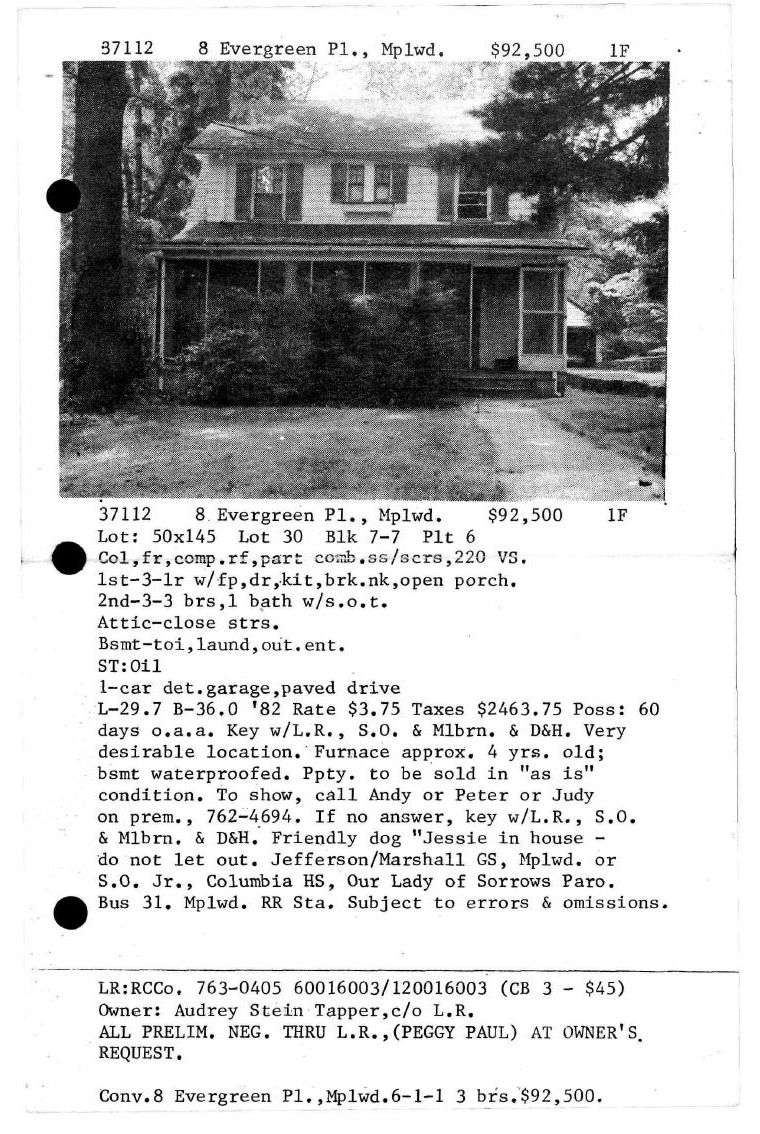 37112 8 Evergreen Pl., Mplwd. $92,500 1F
37112 8 Evergreen Pl., Mplwd. $92,500 1F
Lot: 50x145 Lot 30 Blk 7-7 Plt 6
Col,fr,comp.rf,part comb.ss/scrs,220 VS.
1st-3-lr w/fp,dr,kit,brk.nk,open porch.
2nd-3-3 brs,1 bath w/s.o.t.
Attic-close strs.
Bsmt-toi,laund,out.ent.
ST:Oil
1-car det.garage,paved drive
L-29.7 B-36.0 '82 Rate $3.75 Taxes $2463.75 Poss: 60
days o.a.a. Key w/L.R., S.O. & Mlbrn. & D&H. Very
desirable location. Furnace approx. 4 yrs. old;
bsmt waterproofed. Ppty. to be sold in "as is"
condition. To show, call Andy or Peter or Judy
on prem., 762-4694. If no answer, key w/L.R., S.O.
& Mlbrn. & D&H. Friendly dog "Jessie in house -
do not let out. Jefferson/Marshall GS, Mplwd. or
S.O. Jr., Columbia HS, Our Lady of Sorrows Paro.
Bus 31. Mplwd. RR Sta. Subject to errors & omissions.
LR:RCCo. 763-0405 60016003/120016003 (CB 3 - $45)
Owner: Audrey Stein Tapper,c/o L.R.
ALL PRELIM. NEG. THRU L.R.,(PEGGY PAUL) AT OWNER'S
REQUEST.
Conv.8 Evergreen Pl.,Mplwd.6-1-1 3 brs.$92,500.